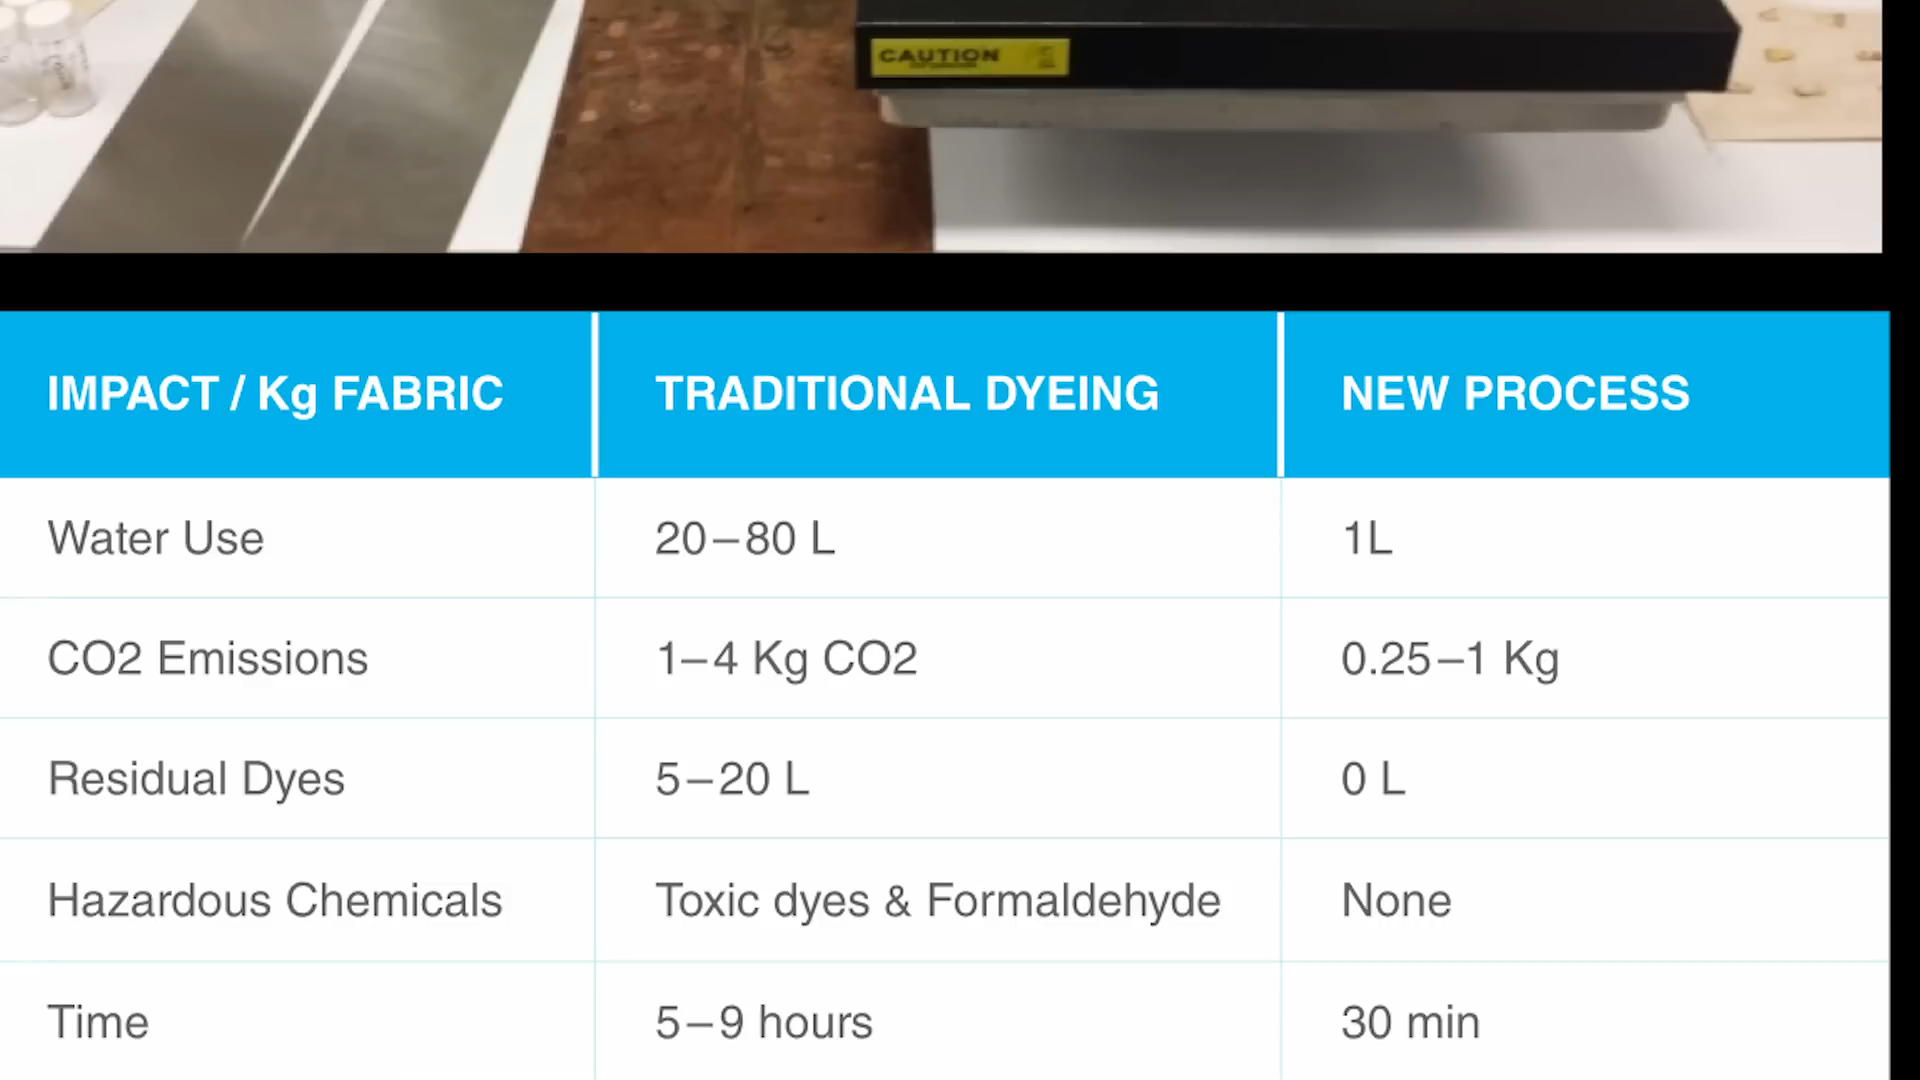 CAUTION
IMPACT / Kg FABRIC TRADITIONAL DYEING NEW PROCESS
Water Use 20–80 L 1L
CO2 Emissions 1–4 Kg CO2 0.25–1 Kg
Residual Dyes 5–20 L 0 L
Hazardous Chemicals Toxic dyes & Formaldehyde None
Time 5–9 hours 30 min